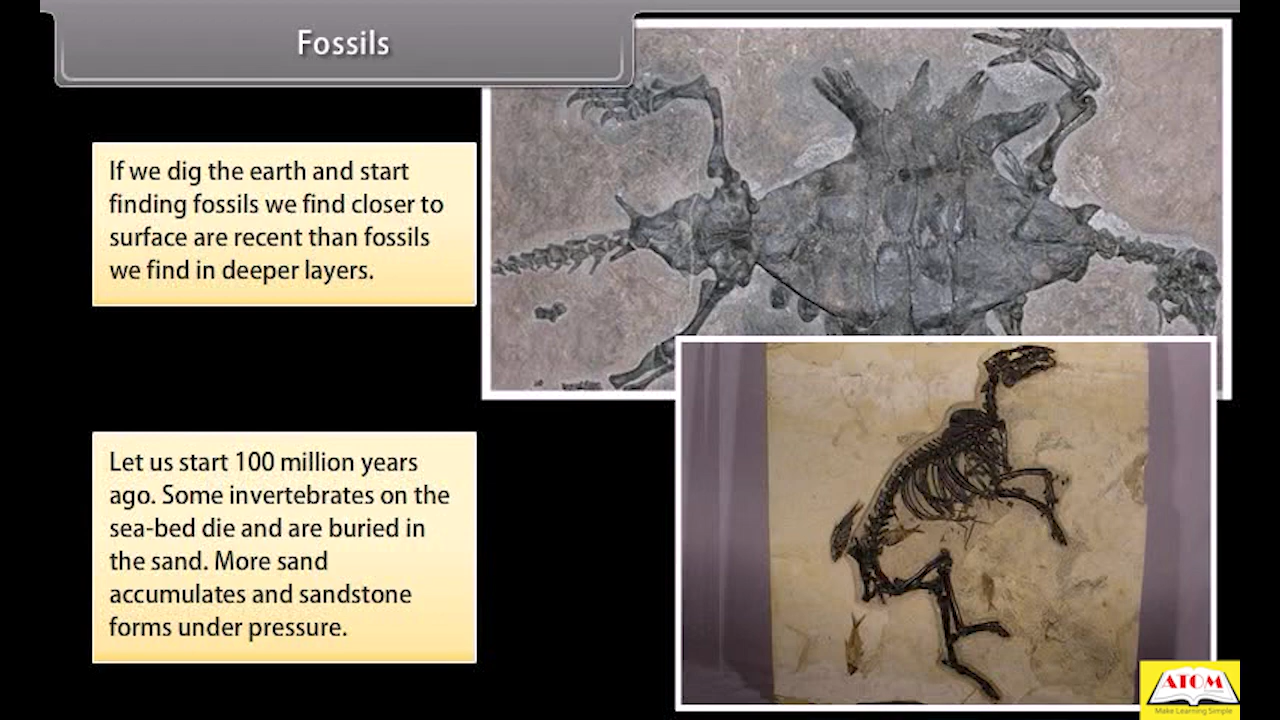 Fossils
If we dig the earth and start
finding fossils we find closer to
surface are recent than fossils
we find in deeper layers.
Let us start 100 million years
ago. Some invertebrates on the
sea-bed die and are buried in
the sand. More sand
accumulates and sandstone
forms under pressure.
ATOM
Make Learning Simple